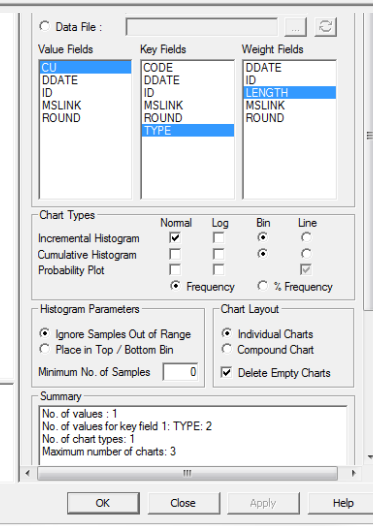 Data File :
...
Value Fields Key Fields Weight Fields
CU CODE DDATE
DDATE DDATE ID
ID ID LENGTH
MSLINK MSLINK MSLINK
ROUND ROUND ROUND
TYPE
Chart Types
Normal Log Bin Line
Incremental Histogram
Cumulative Histogram
Probability Plot
Frequency % Frequency
Histogram Parameters Chart Layout
Ignore Samples Out of Range Individual Charts
Place in Top / Bottom Bin Compound Chart
Minimum No. of Samples 0 Delete Empty Charts
Summary
No. of values : 1
No. of values for key field 1: TYPE: 2
No. of chart types: 1
Maximum number of charts: 3
OK Close Apply Help